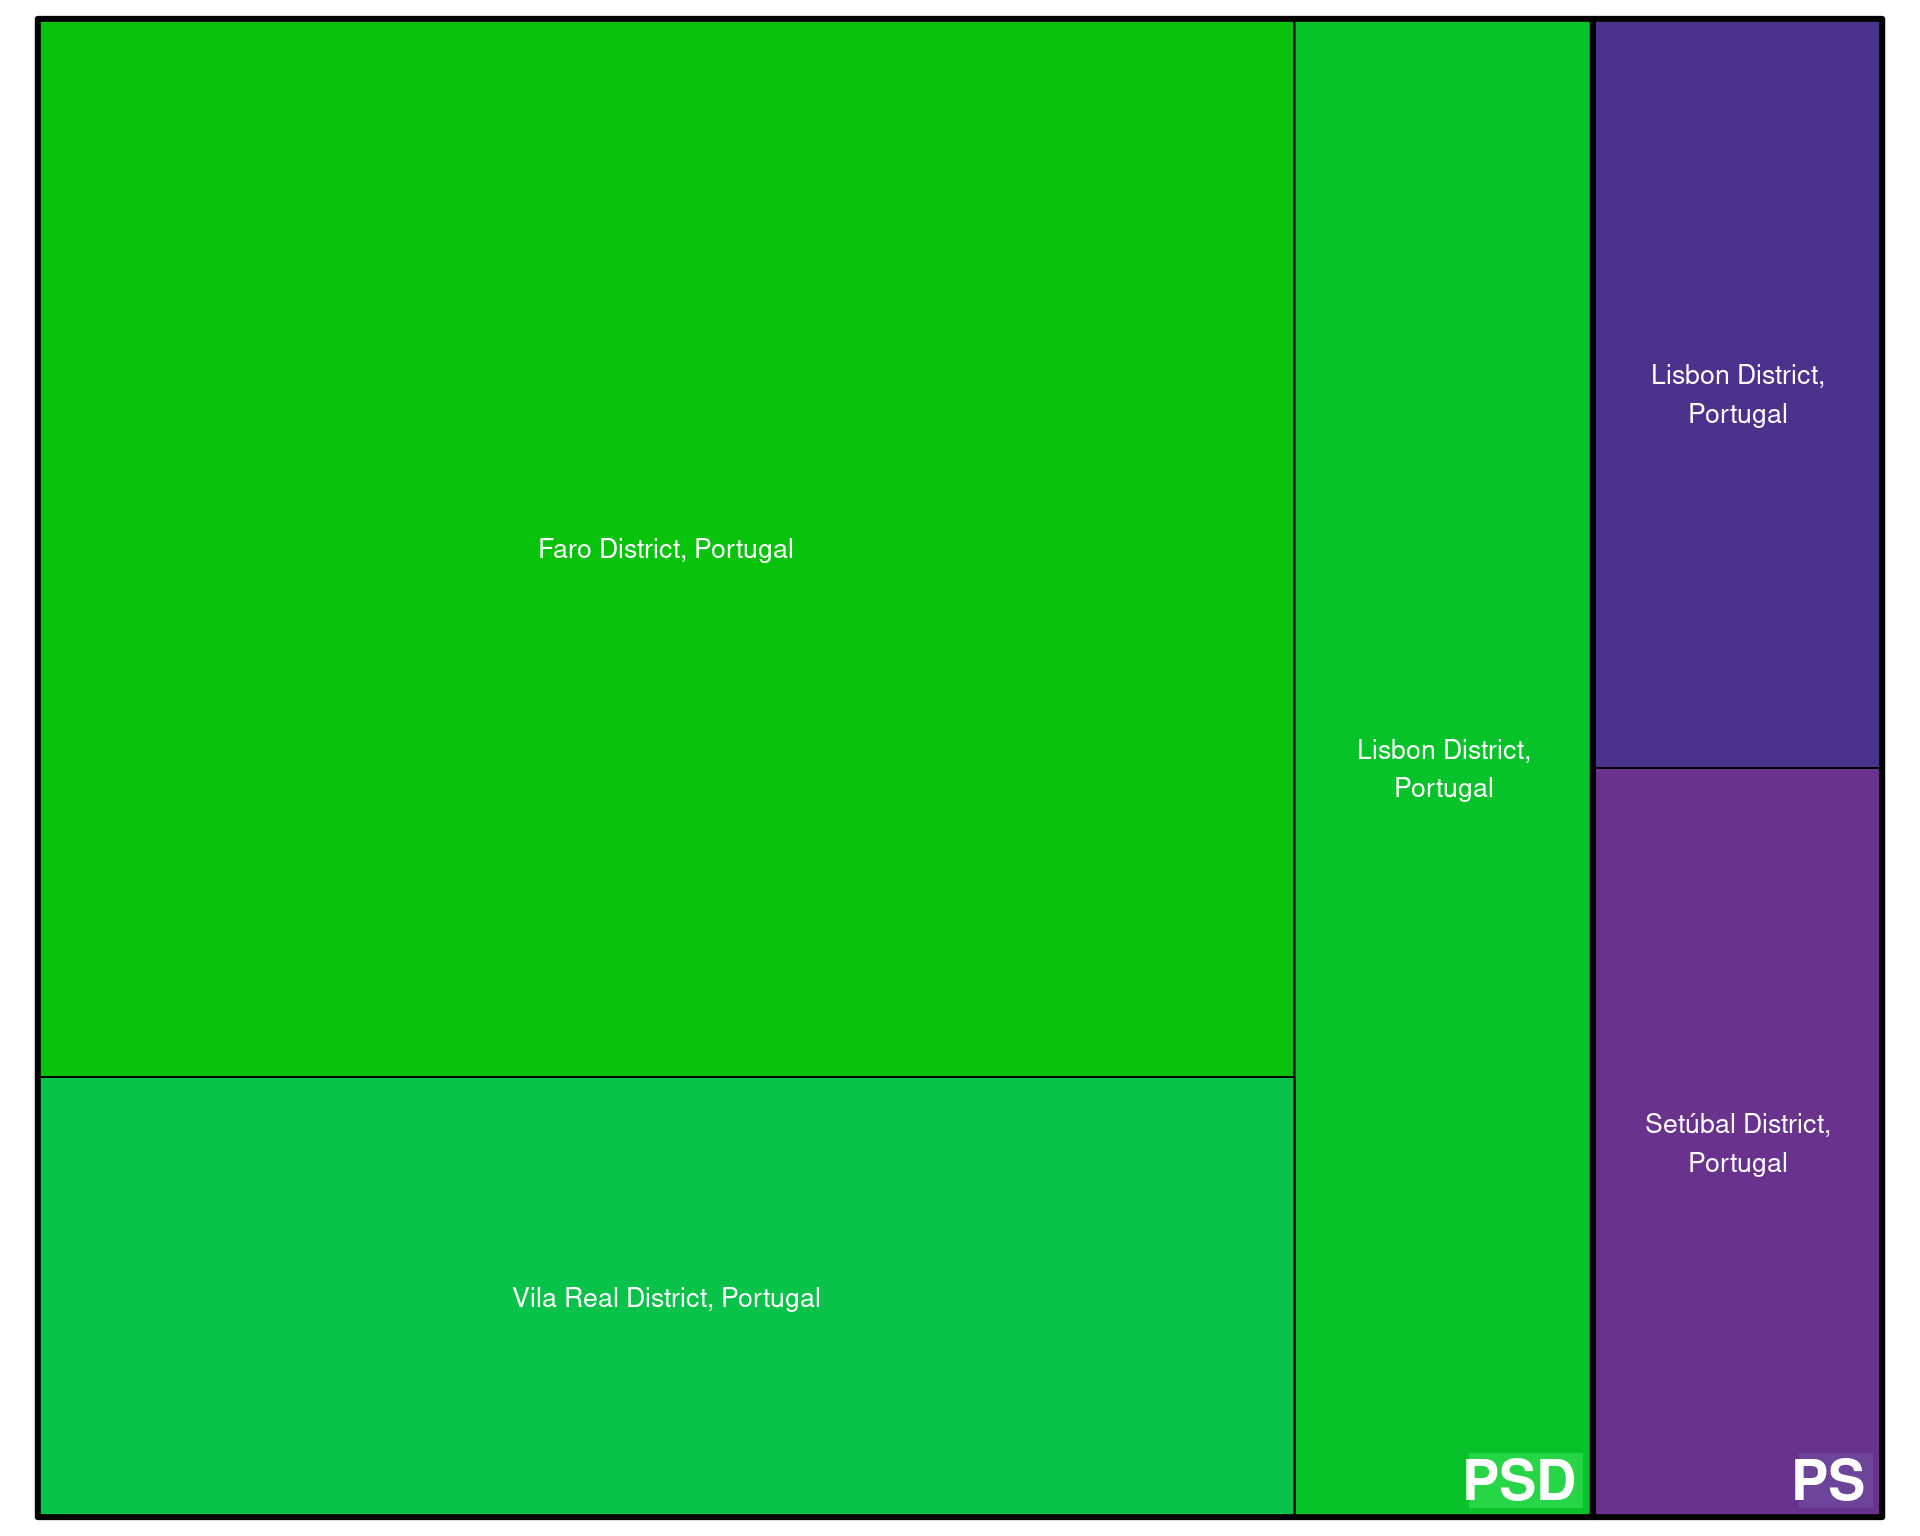 Faro District, Portugal
Vila Real District, Portugal
Lisbon District,
Portugal
PSD
Lisbon District,
Portugal
Setúbal District,
Portugal
PS